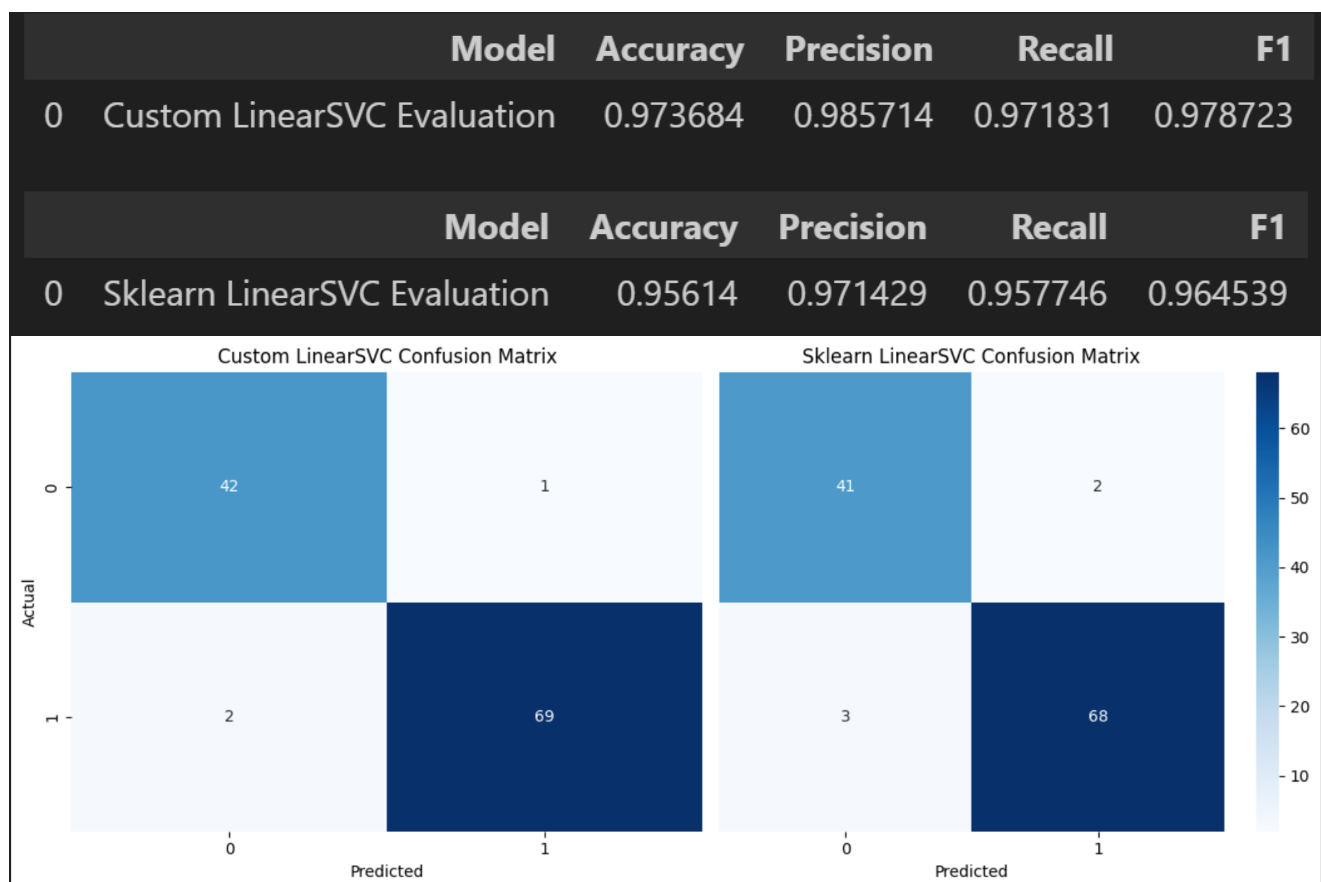 Model Accuracy Precision Recall F1
0 Custom LinearSVC Evaluation 0.973684 0.985714 0.971831 0.978723
Model Accuracy Precision Recall F1
0 Sklearn LinearSVC Evaluation 0.95614 0.971429 0.957746 0.964539
Custom LinearSVC Confusion Matrix
42 1
2 69
0
1
Actual
0 1
Predicted
Sklearn LinearSVC Confusion Matrix
41 2
3 68
0 1
Predicted
60
50
40
30
20
10